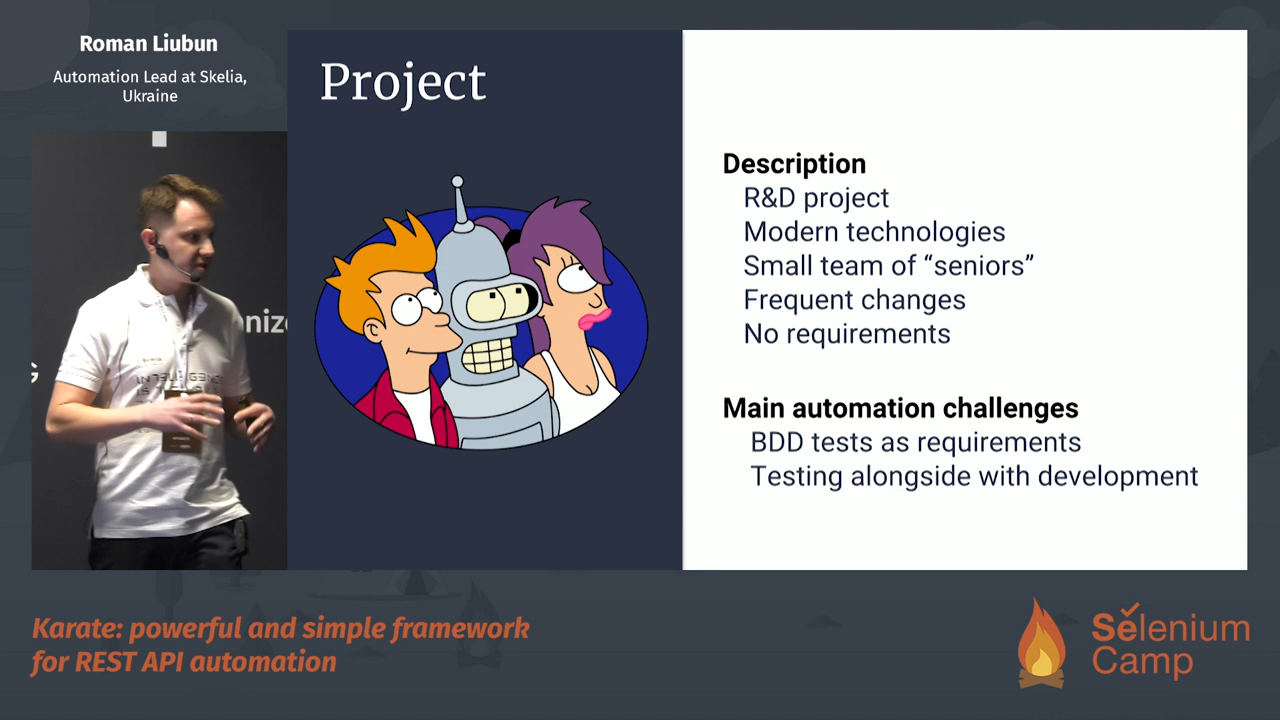 Roman Liubun
Automation Lead at Skelia,
Ukraine
Project
Description
R&D project
Modern technologies
Small team of “seniors”
Frequent changes
No requirements
Main automation challenges
BDD tests as requirements
Testing alongside with development
Karate: powerful and simple framework
for REST API automation
Selenium
Camp